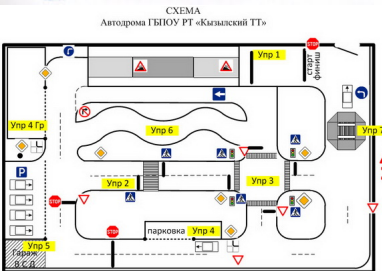 СХЕМА
Автодрома ГБПОУ РТ «Кызылский ТТ»
Упр 1
STOP
старт
финиш
Упр 4 Гр
Упр 6
Упр 7
P
Упр 2
Упр 3
STOP
STOP
парковка
Упр 4
Упр 5
Гараж
В С Д